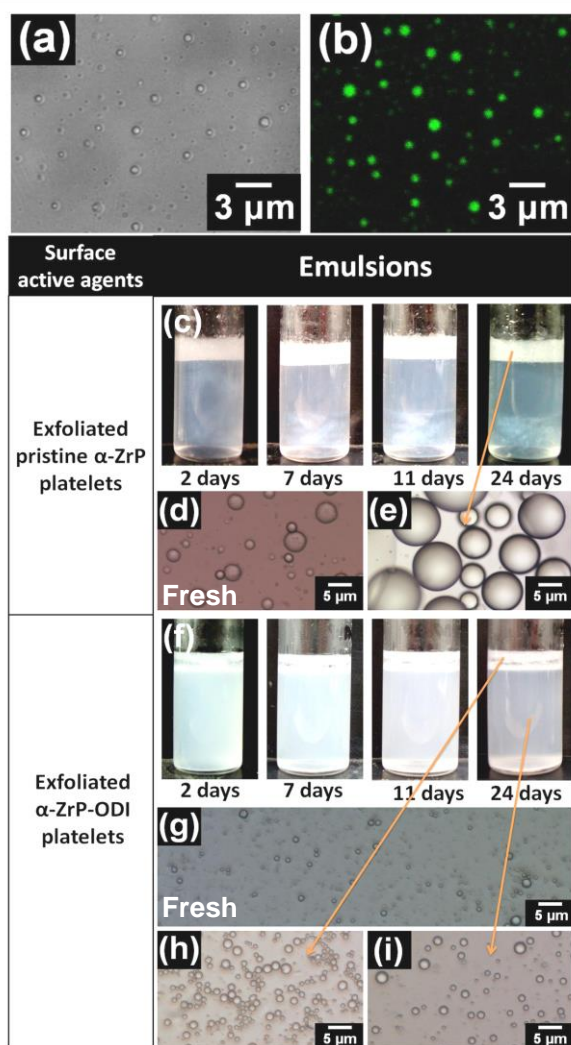 (a)
3 µm
(b)
3 µm
Surface
active agents
Emulsions
Exfoliated
pristine α-ZrP
platelets
(c)
2 days
7 days
11 days
24 days
(d)
Fresh
5 µm
(e)
5 µm
Exfoliated
α-ZrP-ODI
platelets
(f)
2 days
7 days
11 days
24 days
(g)
Fresh
5 µm
(h)
5 µm
(i)
5 µm